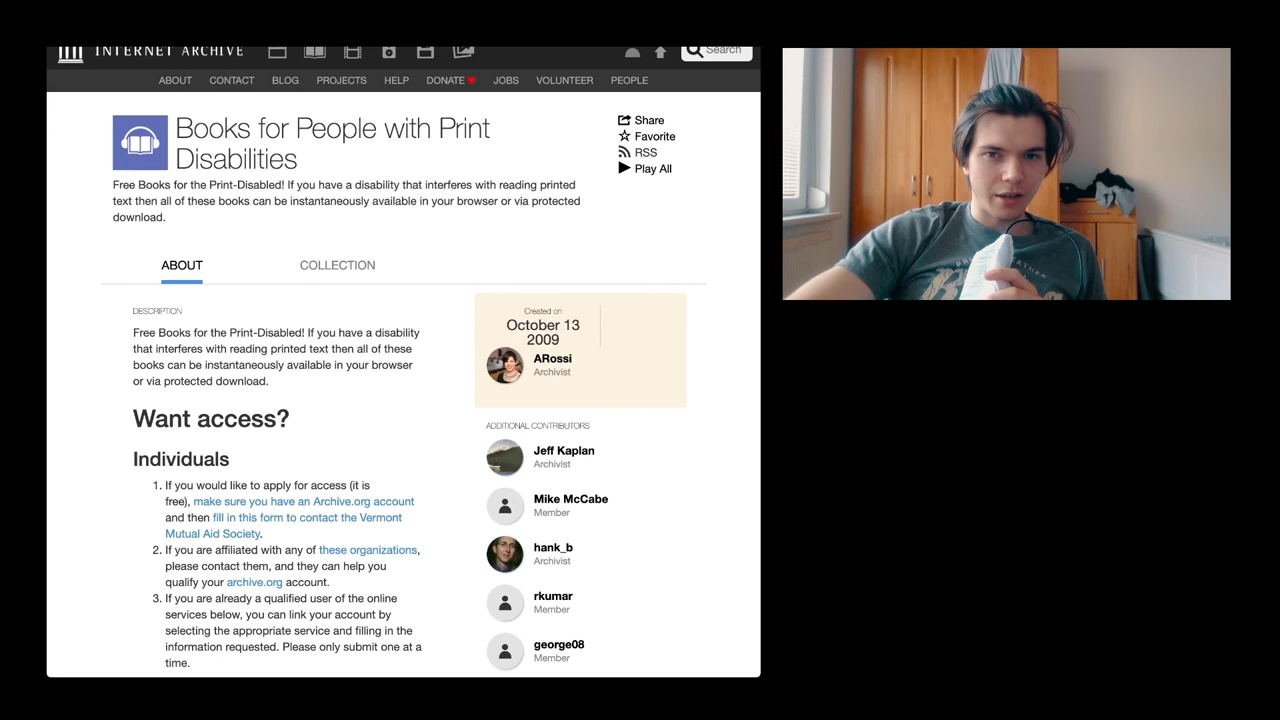 INTERNET ARCHIVE
Search
ABOUT CONTACT BLOG PROJECTS HELP DONATE JOBS VOLUNTEER PEOPLE
Books for People with Print
Disabilities
Free Books for the Print-Disabled! If you have a disability that interferes with reading printed
text then all of these books can be instantaneously available in your browser or via protected
download.
Share
Favorite
RSS
Play All
ABOUT COLLECTION
DESCRIPTION
Free Books for the Print-Disabled! If you have a disability
that interferes with reading printed text then all of these
books can be instantaneously available in your browser
or via protected download.
Want access?
Individuals
1. If you would like to apply for access (it is
free), make sure you have an Archive.org account
and then fill in this form to contact the Vermont
Mutual Aid Society.
2. If you are affiliated with any of these organizations,
please contact them, and they can help you
qualify your archive.org account.
3. If you are already a qualified user of the online
services below, you can link your account by
selecting the appropriate service and filling in the
information requested. Please only submit one at a
time.
Created on
October 13
2009
ARossi
Archivist
ADDITIONAL CONTRIBUTORS
Jeff Kaplan
Archivist
Mike McCabe
Member
hank_b
Archivist
rkumar
Member
george08
Member